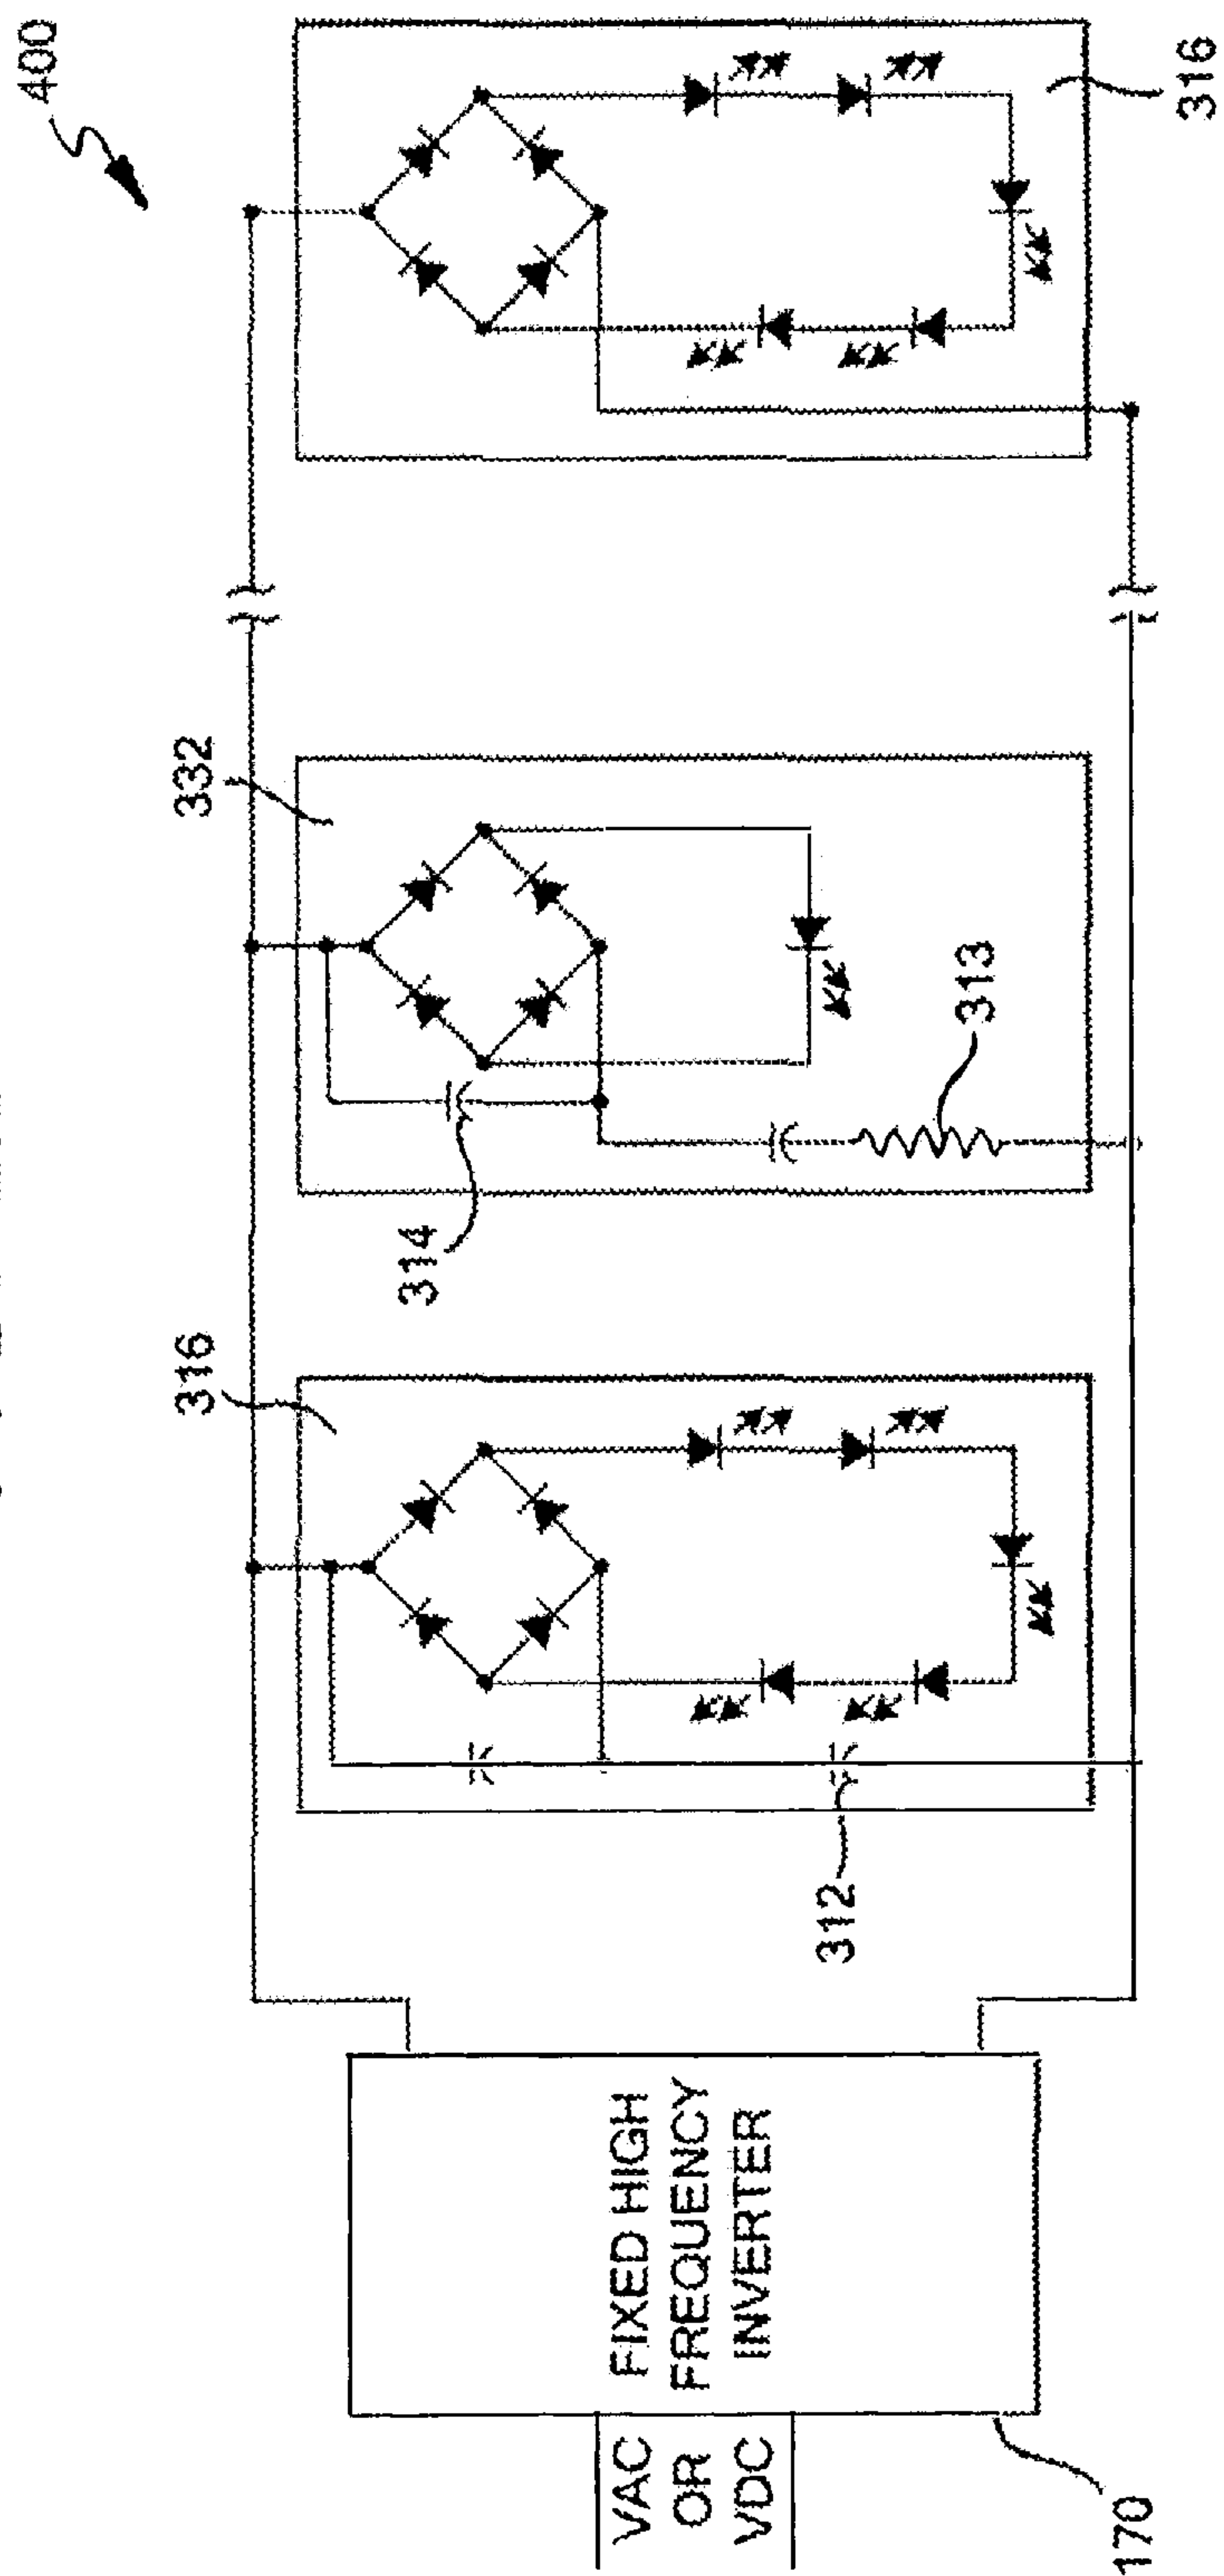 400
332
316
316
314
313
312
VAC
OR
VDC
FIXED HIGH
FREQUENCY
INVERTER
170